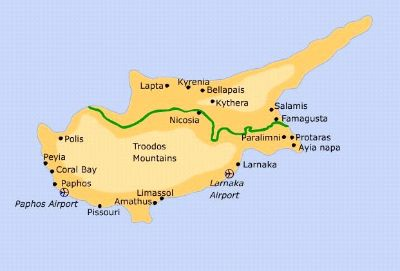 Lapta
Kyrenia
Bellapais
Kythera
Salamis
Famagusta
Nicosia
Polis
Paralimni
Protaras
Ayia napa
Troodos
Mountains
Peyia
Coral Bay
Larnaka
Paphos
Larnaka
Airport
Paphos Airport
Limassol
Amathus
Pissouri